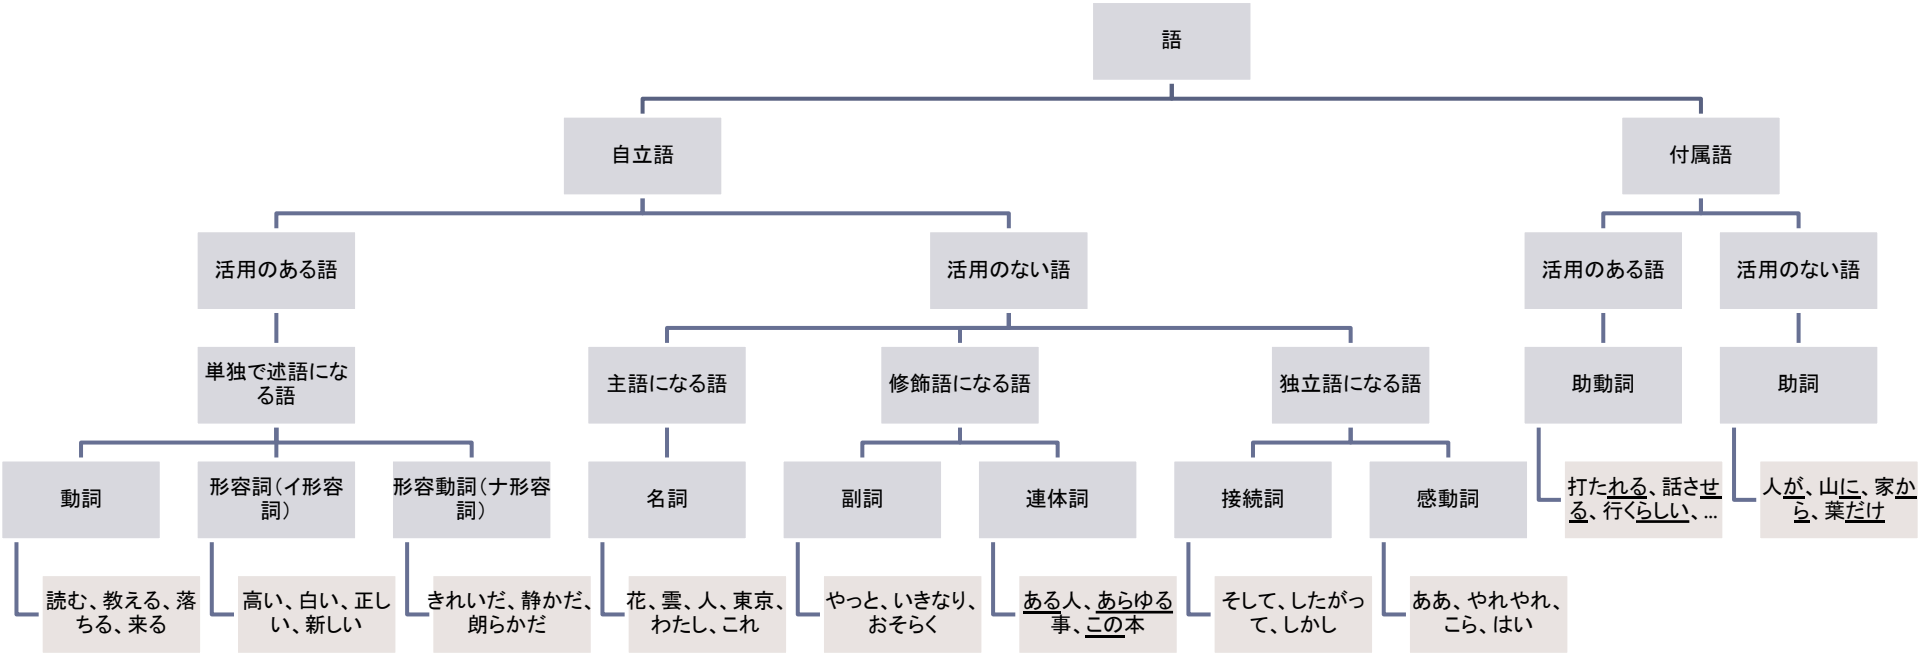 語
自立語
付属語
活用のある語
活用のない語
活用のある語
活用のない語
単独で述語にな
る語
主語になる語
修飾語になる語
独立語になる語
助動詞
助詞
動詞
形容詞（イ形容
詞）
形容動詞（ナ形容
詞）
名詞
副詞
連体詞
接続詞
感動詞
打たれる、話させ
る、行くらしい、…
人が、山に、家か
ら、葉だけ
読む、教える、落
ちる、来る
高い、白い、正し
い、新しい
きれいだ、静かだ、
朗らかだ
花、雲、人、東京、
わたし、これ
やっと、いきなり、
おそらく
ある人、あらゆる
事、この本
そして、したがっ
て、しかし
ああ、やれやれ、
こら、はい